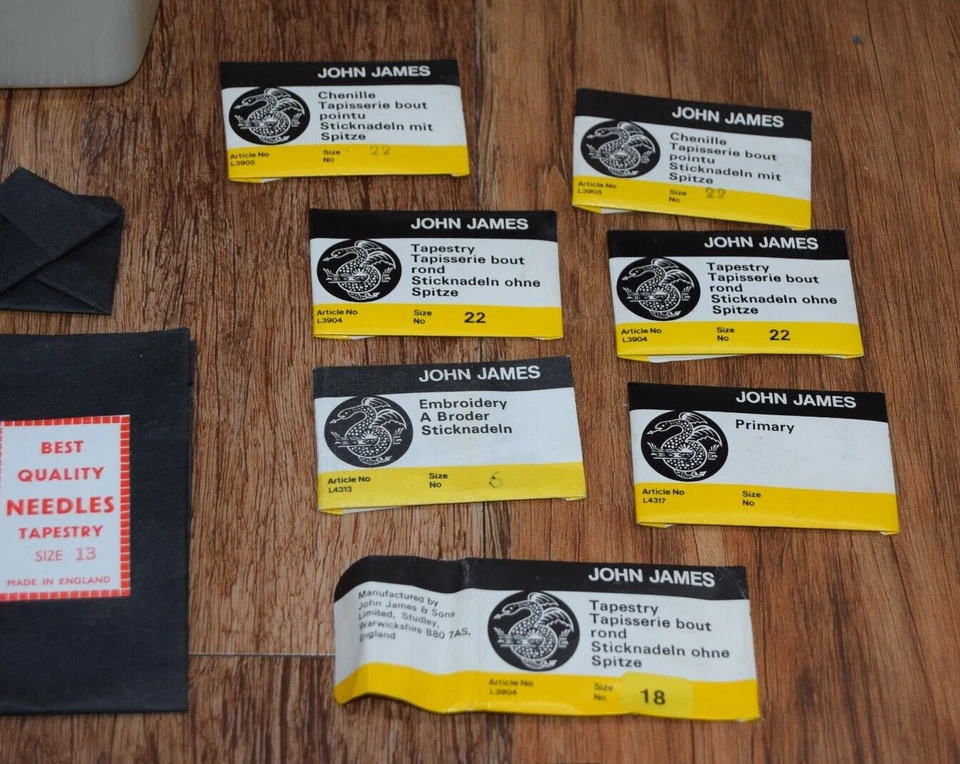 JOHN JAMES
Chenille
Tapisserie bout
pointu
Sticknadeln mit
Spitze
Article No
L3905
Size
No
22
JOHN JAMES
Chenille
Tapisserie bout
pointu
Sticknadeln mit
Spitze
Article No
L3905
Size
No
22
JOHN JAMES
Tapestry
Tapisserie bout
rond
Sticknadeln ohne
Spitze
Article No
L3904
Size
No
22
JOHN JAMES
Tapestry
Tapisserie bout
rond
Sticknadeln ohne
Spitze
Article No
L3904
Size
No
22
JOHN JAMES
Embroidery
A Broder
Sticknadeln
Article No
L4313
Size
No
6
JOHN JAMES
Primary
Article No
L4317
Size
No
BEST
QUALITY
NEEDLES
TAPESTRY
SIZE 13
MADE IN ENGLAND
Manufactured by
John James & Sons
Limited, Studley,
Warwickshire B80 7AS,
England
JOHN JAMES
Tapestry
Tapisserie bout
rond
Sticknadeln ohne
Spitze
Article No
L3904
Size
No
18